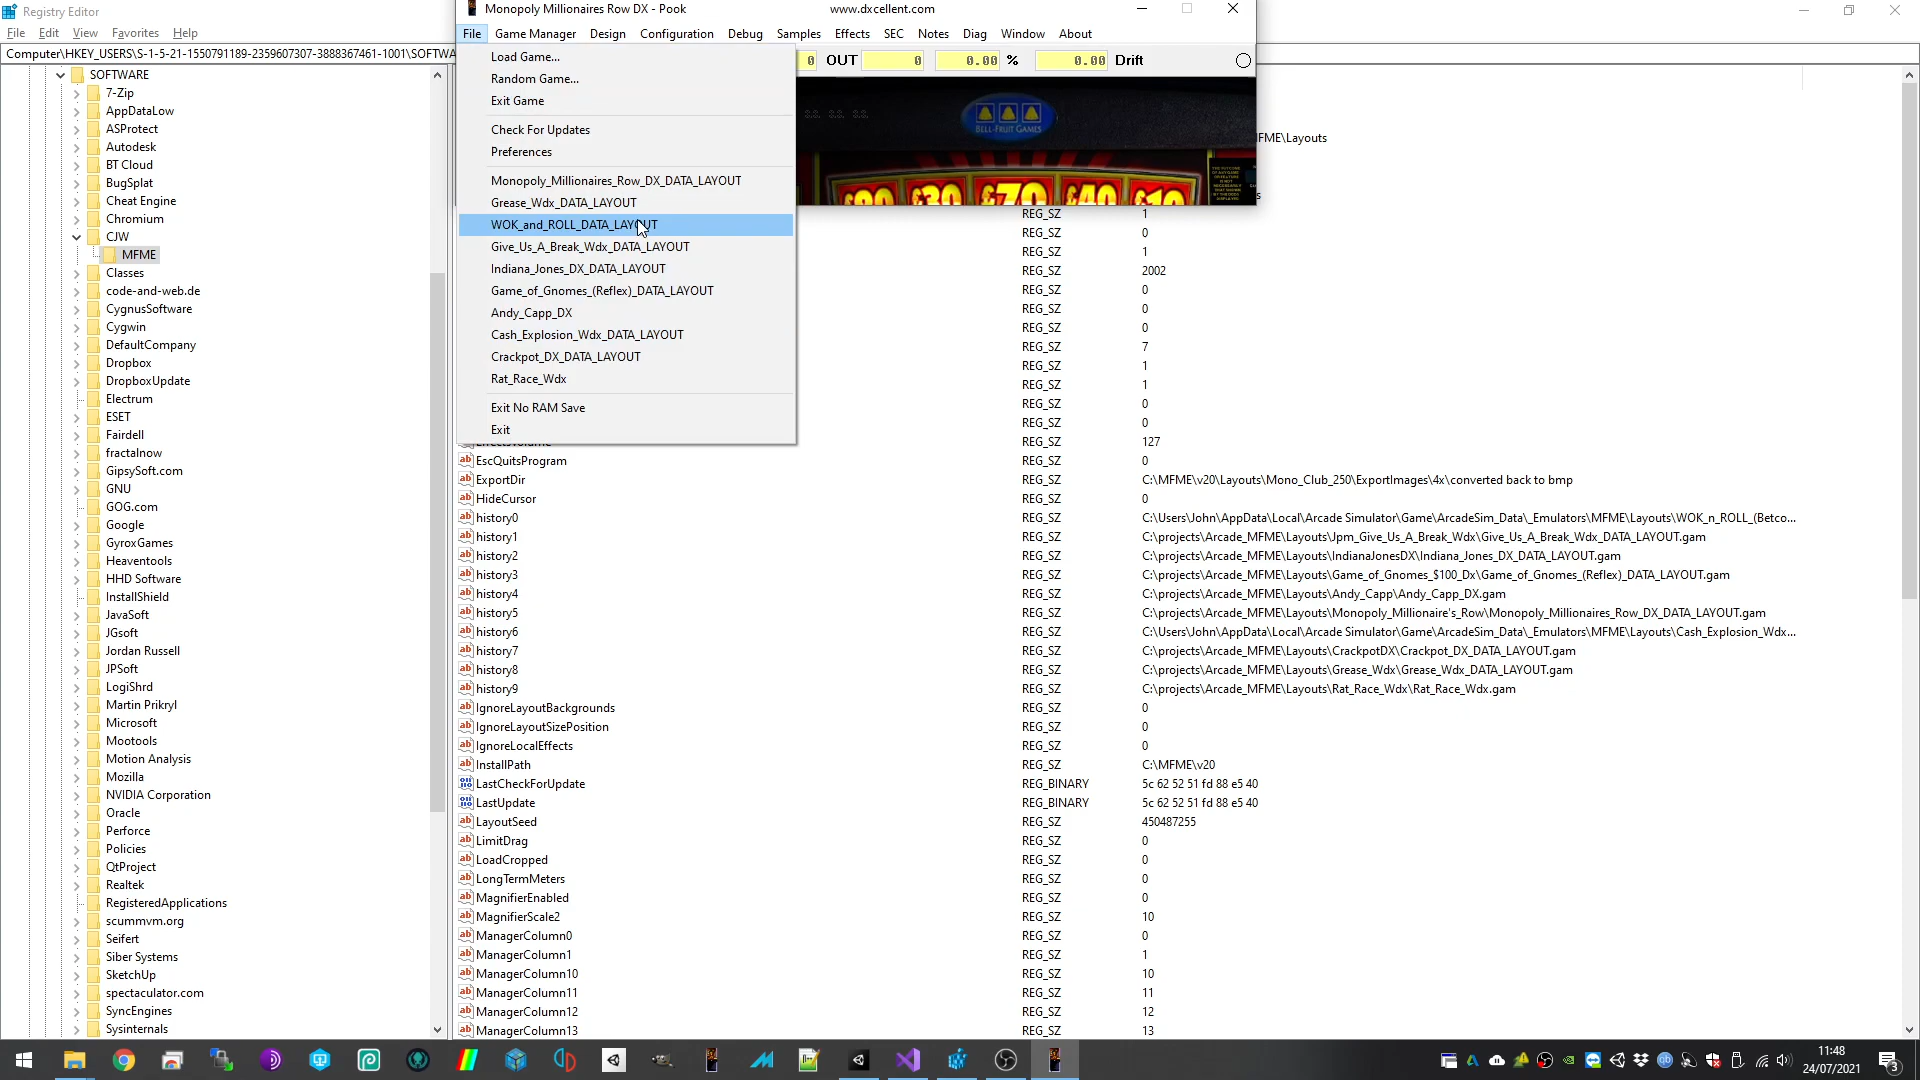 Registry Editor
File Edit View Favorites Help
Computer\HKEY_USERS\S-1-5-21-1550791189-2359607307-3888367461-1001\SOFTWA
SOFTWARE
7-Zip
AppDataLow
ASProtect
Autodesk
BT Cloud
BugSplat
Cheat Engine
Chromium
CJW
MFME
Classes
code-and-web.de
CygnusSoftware
Cygwin
DefaultCompany
Dropbox
DropboxUpdate
Electrum
ESET
Fairdell
fractalnow
GipsySoft.com
GNU
GOG.com
Google
GyroxGames
Heaventools
HHD Software
InstallShield
JavaSoft
JGsoft
Jordan Russell
JPSoft
LogiShrd
Martin Prikryl
Microsoft
Mootools
Motion Analysis
Mozilla
NVIDIA Corporation
Oracle
Perforce
Policies
QtProject
Realtek
RegisteredApplications
scummvm.org
Seifert
Siber Systems
SketchUp
spectaculator.com
SyncEngines
Sysinternals
Monopoly Millionaires Row DX - Pook www.dxcellent.com
File Game Manager Design Configuration Debug Samples Effects SEC Notes Diag Window About
0 OUT 0 0.00 % 0.00 Drift
BELL-FRUIT GAMES
£30 £70 £40 £10
Load Game...
Random Game...
Exit Game
Check For Updates
Preferences
Monopoly_Millionaires_Row_DX_DATA_LAYOUT
Grease_Wdx_DATA_LAYOUT
WOK_and_ROLL_DATA_LAYOUT
Give_Us_A_Break_Wdx_DATA_LAYOUT
Indiana_Jones_DX_DATA_LAYOUT
Game_of_Gnomes_(Reflex)_DATA_LAYOUT
Andy_Capp_DX
Cash_Explosion_Wdx_DATA_LAYOUT
Crackpot_DX_DATA_LAYOUT
Rat_Race_Wdx
Exit No RAM Save
Exit
MFME\Layouts
REG_SZ 1
REG_SZ 0
REG_SZ 1
REG_SZ 2002
REG_SZ 0
REG_SZ 0
REG_SZ 0
REG_SZ 7
REG_SZ 1
REG_SZ 1
REG_SZ 0
REG_SZ 0
EffectsVolume REG_SZ 127
EscQuitsProgram REG_SZ 0
ExportDir REG_SZ C:\MFME\v20\Layouts\Mono_Club_250\ExportImages\4x\converted back to bmp
HideCursor REG_SZ 0
history0 REG_SZ C:\Users\John\AppData\Local\Arcade Simulator\Game\ArcadeSim_Data\_Emulators\MFME\Layouts\WOK_n_ROLL_(Betco...
history1 REG_SZ C:\projects\Arcade_MFME\Layouts\Jpm_Give_Us_A_Break_Wdx\Give_Us_A_Break_Wdx_DATA_LAYOUT.gam
history2 REG_SZ C:\projects\Arcade_MFME\Layouts\IndianaJonesDX\Indiana_Jones_DX_DATA_LAYOUT.gam
history3 REG_SZ C:\projects\Arcade_MFME\Layouts\Game_of_Gnomes_$100_Dx\Game_of_Gnomes_(Reflex)_DATA_LAYOUT.gam
history4 REG_SZ C:\projects\Arcade_MFME\Layouts\Andy_Capp\Andy_Capp_DX.gam
history5 REG_SZ C:\projects\Arcade_MFME\Layouts\Monopoly_Millionaire's_Row\Monopoly_Millionaires_Row_DX_DATA_LAYOUT.gam
history6 REG_SZ C:\Users\John\AppData\Local\Arcade Simulator\Game\ArcadeSim_Data\_Emulators\MFME\Layouts\Cash_Explosion_Wdx...
history7 REG_SZ C:\projects\Arcade_MFME\Layouts\CrackpotDX\Crackpot_DX_DATA_LAYOUT.gam
history8 REG_SZ C:\projects\Arcade_MFME\Layouts\Grease_Wdx\Grease_Wdx_DATA_LAYOUT.gam
history9 REG_SZ C:\projects\Arcade_MFME\Layouts\Rat_Race_Wdx\Rat_Race_Wdx.gam
IgnoreLayoutBackgrounds REG_SZ 0
IgnoreLayoutSizePosition REG_SZ 0
IgnoreLocalEffects REG_SZ 0
InstallPath REG_SZ C:\MFME\v20
LastCheckForUpdate REG_BINARY 5c 62 52 51 fd 88 e5 40
LastUpdate REG_BINARY 5c 62 52 51 fd 88 e5 40
LayoutSeed REG_SZ 450487255
LimitDrag REG_SZ 0
LoadCropped REG_SZ 0
LongTermMeters REG_SZ 0
MagnifierEnabled REG_SZ 0
MagnifierScale2 REG_SZ 10
ManagerColumn0 REG_SZ 0
ManagerColumn1 REG_SZ 1
ManagerColumn10 REG_SZ 10
ManagerColumn11 REG_SZ 11
ManagerColumn12 REG_SZ 12
ManagerColumn13 REG_SZ 13
11:48
24/07/2021
3